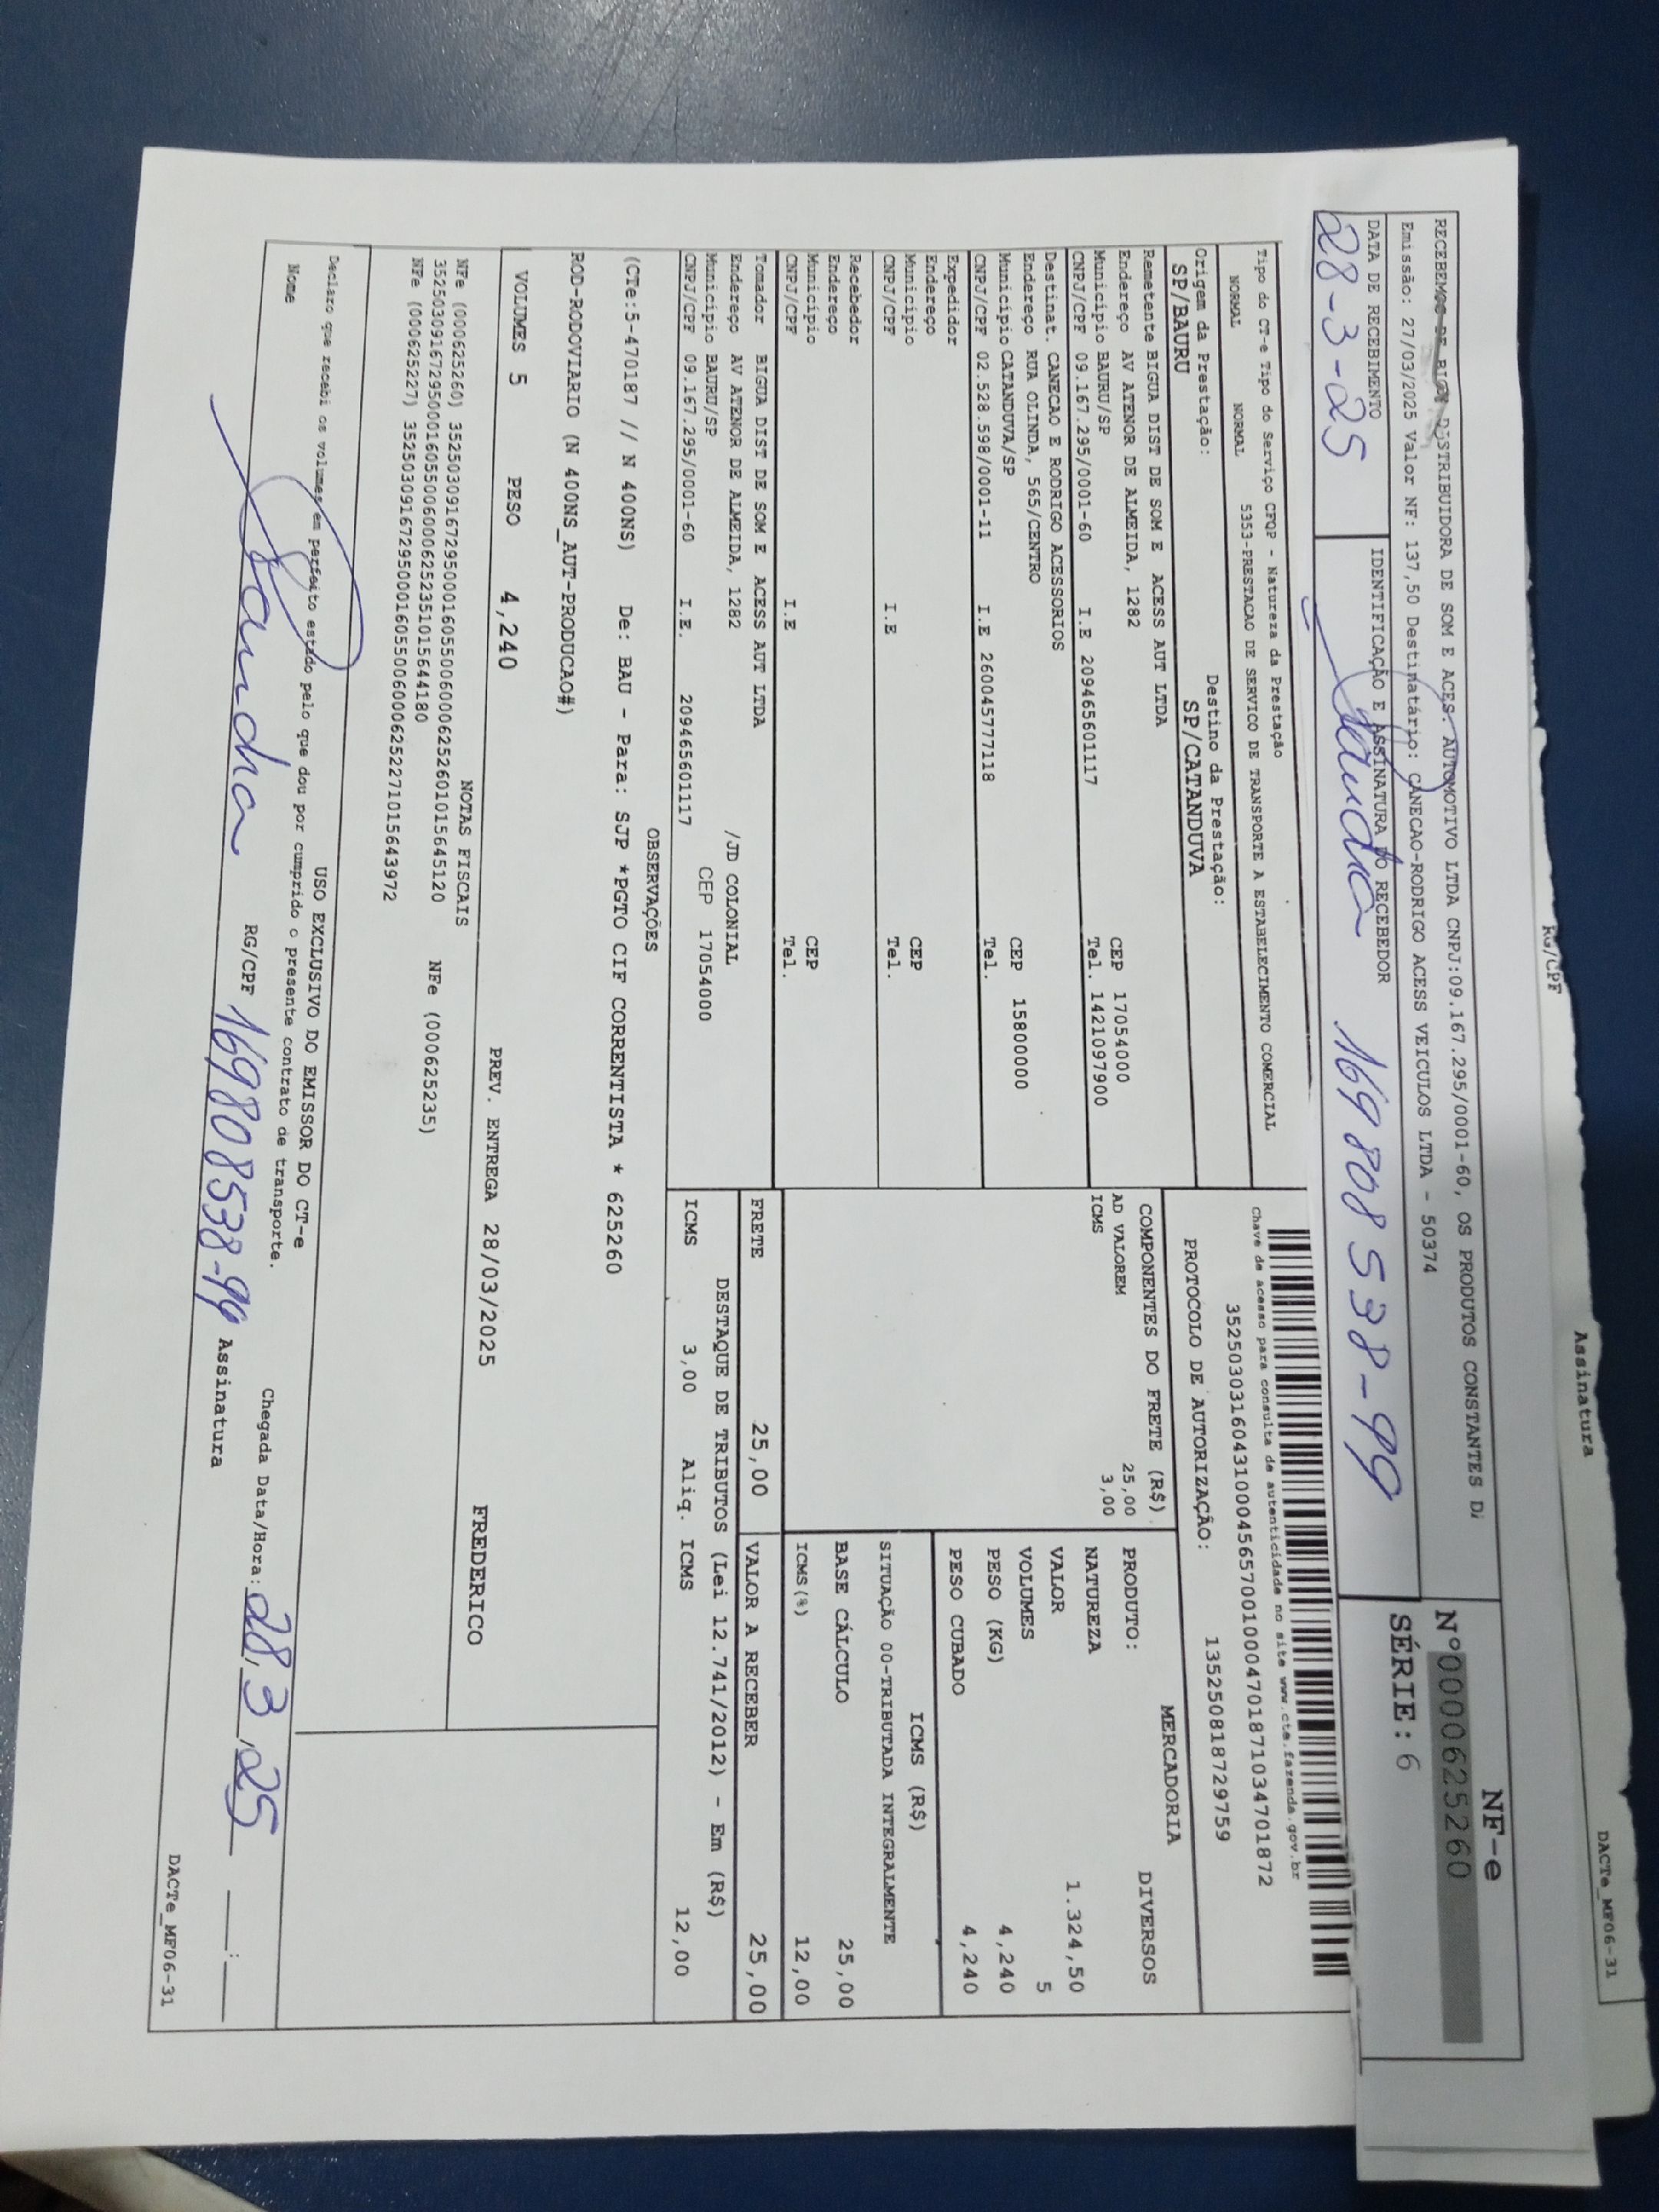 RG/CPF
Assinatura
DACTe_MF06-31
RECEBEMOS DE BIGUA DISTRIBUIDORA DE SOM E ACES. AUTOMOTIVO LTDA CNPJ:09.167.295/0001-60, OS PRODUTOS CONSTANTES DA
Emissão: 27/03/2025 Valor NF: 137,50 Destinatário: CANECAO-RODRIGO ACESS VEICULOS LTDA - 50374
NF-e
Nº000625260
SÉRIE: 6
DATA DE RECEBIMENTO
IDENTIFICAÇÃO E ASSINATURA DO RECEBEDOR
28-3-25
Sandra 169808538-99
Tipo do CT-e Tipo do Serviço CFOP - Natureza da Prestação
NORMAL NORMAL 5353-PRESTACAO DE SERVICO DE TRANSPORTE A ESTABELECIMENTO COMERCIAL
Chave de acesso para consulta de autenticidade no site www.cte.fazenda.gov.br
35250303160431000456570010004701871034701872
Origem da Prestação: Destino da Prestação:
SP/BAURU SP/CATANDUVA
PROTOCOLO DE AUTORIZAÇÃO: 135250818729759
Remetente BIGUA DIST DE SOM E ACESS AUT LTDA
Endereço AV ATENOR DE ALMEIDA, 1282 CEP 17054000
Município BAURU/SP Tel. 1421097900
CNPJ/CPF 09.167.295/0001-60 I.E 209465601117
Destinat. CANECAO E RODRIGO ACESSORIOS
Endereço RUA OLINDA, 565/CENTRO
Município CATANDUVA/SP CEP 15800000
CNPJ/CPF 02.528.598/0001-11 I.E 260045777118 Tel.
Expedidor
Endereço
Município CEP
CNPJ/CPF I.E Tel.
Recebedor
Endereço
Município CEP
CNPJ/CPF I.E Tel.
Tomador BIGUA DIST DE SOM E ACESS AUT LTDA
Endereço AV ATENOR DE ALMEIDA, 1282 /JD COLONIAL
Município BAURU/SP CEP 17054000
CNPJ/CPF 09.167.295/0001-60 I.E. 209465601117
COMPONENTES DO FRETE (R$)
AD VALOREM 25,00
ICMS 3,00
MERCADORIA
PRODUTO: DIVERSOS
NATUREZA
VALOR 1.324,50
VOLUMES 5
PESO (KG) 4,240
PESO CUBADO 4,240
ICMS (R$)
SITUAÇÃO 00-TRIBUTADA INTEGRALMENTE
BASE CÁLCULO 25,00
ICMS(%) 12,00
FRETE 25,00 VALOR A RECEBER 25,00
DESTAQUE DE TRIBUTOS (Lei 12.741/2012) - Em (R$)
ICMS 3,00 Aliq. ICMS 12,00
OBSERVAÇÕES
(CTe:5-470187 // N 400NS) De: BAU - Para: SJP *PGTO CIF CORRENTISTA * 625260
ROD-RODOVIARIO (N 400NS_AUT-PRODUCAO#)
VOLUMES 5 PESO 4,240 PREV. ENTREGA 28/03/2025 FREDERICO
NOTAS FISCAIS
NFe (000625260) 35250309167295000160550060006252601015645120 NFe (000625235)
35250309167295000160550060006252351015644180
NFe (000625227) 35250309167295000160550060006252271015643972
USO EXCLUSIVO DO EMISSOR DO CT-e
Declaro que recebi os volumes em perfeito estado pelo que dou por cumprido o presente contrato de transporte.
Chegada Data/Hora: 28/3/25 __:__
Nome Sandra RG/CPF 169808538-99 Assinatura
DACTe_MF06-31